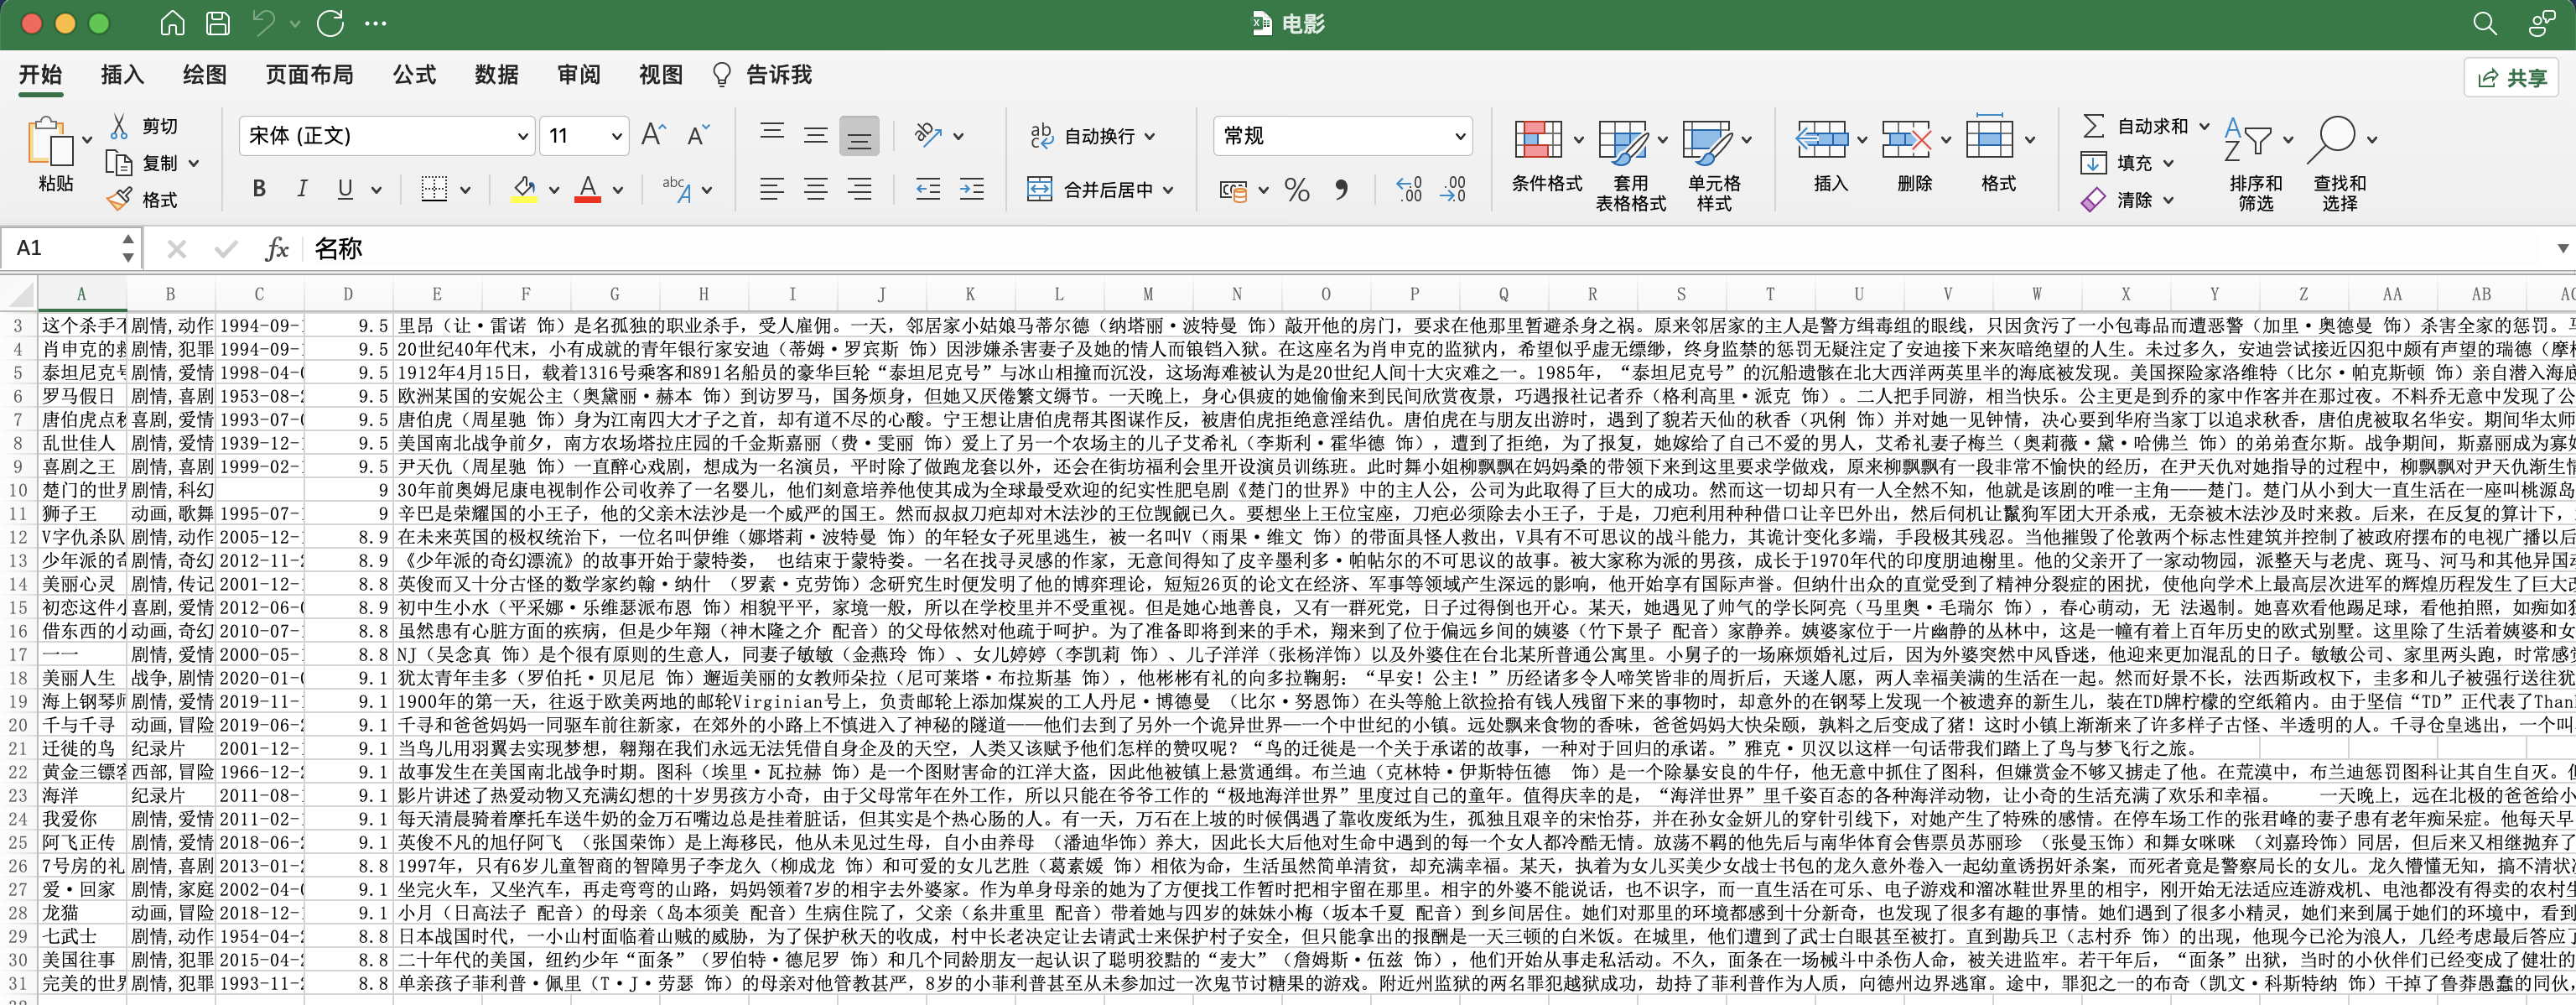 电影
开始 插入 绘图 页面布局 公式 数据 审阅 视图 告诉我 共享
粘贴 剪切 复制 格式 宋体 (正文) 11 自动换行 合并后居中 常规 条件格式 套用 表格格式 单元格 样式 插入 删除 格式 自动求和 填充 清除 排序和 筛选 查找和 选择
A1 fx 名称
A B C D E F G H I J K L M N O P Q R S T U V W X Y Z AA AB
3 这个杀手 剧情,动作 1994-09- 9.5 里昂（让·雷诺 饰）是名孤独的职业杀手，受人雇佣。一天，邻居家小姑娘马蒂尔德（纳塔丽·波特曼 饰）敲开他的房门，要求在他那里暂避杀身之祸。原来邻居家的主人是警方缉毒组的眼线，只因贪污了一小包毒品而遭恶警（加里·奥德曼 饰）杀害全家的惩罚。
4 肖申克的 剧情,犯罪 1994-09- 9.5 20世纪40年代末，小有成就的青年银行家安迪（蒂姆·罗宾斯 饰）因涉嫌杀害妻子及她的情人而锒铛入狱。在这座名为肖申克的监狱内，希望似乎虚无缥缈，终身监禁的惩罚无疑注定了安迪接下来灰暗绝望的人生。未过多久，安迪尝试接近囚犯中颇有声望的瑞德（摩
5 泰坦尼克号 剧情,爱情 1998-04- 9.5 1912年4月15日，载着1316号乘客和891名船员的豪华巨轮“泰坦尼克号”与冰山相撞而沉没，这场海难被认为是20世纪人间十大灾难之一。1985年，“泰坦尼克号”的沉船遗骸在北大西洋两英里半的海底被发现。美国探险家洛维特（比尔·帕克斯顿 饰）亲自潜入海
6 罗马假日 剧情,喜剧 1953-08- 9.5 欧洲某国的安妮公主（奥黛丽·赫本 饰）到访罗马，国务烦身，但她又厌倦繁文缛节。一天晚上，身心俱疲的她偷偷来到民间欣赏夜景，巧遇报社记者乔（格利高里·派克 饰）。二人把手同游，相当快乐。公主更是到乔的家中作客并在那过夜。不料乔无意中发现了公
7 唐伯虎点 喜剧,爱情 1993-07- 9.5 唐伯虎（周星驰 饰）身为江南四大才子之首，却有道不尽的心酸。宁王想让唐伯虎帮其图谋作反，被唐伯虎拒绝意淫结仇。唐伯虎在与朋友出游时，遇到了貌若天仙的秋香（巩俐 饰）并对她一见钟情，决心要到华府当家丁以追求秋香，唐伯虎被取名华安。期间华太师
8 乱世佳人 剧情,爱情 1939-12- 9.5 美国南北战争前夕，南方农场塔拉庄园的千金斯嘉丽（费·雯丽 饰）爱上了另一个农场主的儿子艾希礼（李斯利·霍华德 饰），遭到了拒绝，为了报复，她嫁给了自己不爱的男人，艾希礼妻子梅兰（奥莉薇·黛·哈佛兰 饰）的弟弟查尔斯。战争期间，斯嘉丽成为寡
9 喜剧之王 剧情,喜剧 1999-02- 9.5 尹天仇（周星驰 饰）一直醉心戏剧，想成为一名演员，平时除了做跑龙套以外，还会在街坊福利会里开设演员训练班。此时舞小姐柳飘飘在妈妈桑的带领下来到这里要求学做戏，原来柳飘飘有一段非常不愉快的经历，在尹天仇对她指导的过程中，柳飘飘对尹天仇渐生
10 楚门的世 剧情,科幻 9 30年前奥姆尼康电视制作公司收养了一名婴儿，他们刻意培养他使其成为全球最受欢迎的纪实性肥皂剧《楚门的世界》中的主人公，公司为此取得了巨大的成功。然而这一切却只有一人全然不知，他就是该剧的唯一主角——楚门。楚门从小到大一直生活在一座叫桃源岛
11 狮子王 动画,歌舞 1995-07- 9 辛巴是荣耀国的小王子，他的父亲木法沙是一个威严的国王。然而叔叔刀疤却对木法沙的王位觊觎已久。要想坐上王位宝座，刀疤必须除去小王子，于是，刀疤利用种种借口让辛巴外出，然后伺机让鬣狗军团大开杀戒，无奈被木法沙及时来救。后来，在反复的算计下，
12 V字仇杀队 剧情,动作 2005-12- 8.9 在未来英国的极权统治下，一位名叫伊维（娜塔莉·波特曼 饰）的年轻女子死里逃生，被一名叫V（雨果·维文 饰）的带面具怪人救出，V具有不可思议的战斗能力，其诡计变化多端，手段极其残忍。当他摧毁了伦敦两个标志性建筑并控制了被政府摆布的电视广播以后
13 少年派的 剧情,奇幻 2012-11- 8.9 《少年派的奇幻漂流》的故事开始于蒙特娄， 也结束于蒙特娄。一名在找寻灵感的作家，无意间得知了皮辛墨利多·帕帖尔的不可思议的故事。被大家称为派的男孩，成长于1970年代的印度朋迪榭里。他的父亲开了一家动物园，派整天与老虎、斑马、河马和其他异国
14 美丽心灵 剧情,传记 2001-12- 8.8 英俊而又十分古怪的数学家约翰·纳什 （罗素·克劳饰）念研究生时便发明了他的博弈理论，短短26页的论文在经济、军事等领域产生深远的影响，他开始享有国际声誉。但纳什出众的直觉受到了精神分裂症的困扰，使他向学术上最高层次进军的辉煌历程发生了巨大
15 初恋这件 喜剧,爱情 2012-06- 8.9 初中生小水（平采娜·乐维瑟派布恩 饰）相貌平平，家境一般，所以在学校里并不受重视。但是她心地善良，又有一群死党，日子过得倒也开心。某天，她遇见了帅气的学长阿亮（马里奥·毛瑞尔 饰），春心萌动，无 法遏制。她喜欢看他踢足球，看他拍照，如痴如
16 借东西的 动画,奇幻 2010-07- 8.8 虽然患有心脏方面的疾病，但是少年翔（神木隆之介 配音）的父母依然对他疏于呵护。为了准备即将到来的手术，翔来到了位于偏远乡间的姨婆（竹下景子 配音）家静养。姨婆家位于一片幽静的丛林中，这是一幢有着上百年历史的欧式别墅。这里除了生活着姨婆和女
17 一一 剧情,爱情 2000-05- 8.8 NJ（吴念真 饰）是个很有原则的生意人，同妻子敏敏（金燕玲 饰）、女儿婷婷（李凯莉 饰）、儿子洋洋（张杨洋饰）以及外婆住在台北某所普通公寓里。小舅子的一场麻烦婚礼过后，因为外婆突然中风昏迷，他迎来更加混乱的日子。敏敏公司、家里两头跑，时常感
18 美丽人生 战争,剧情 2020-01- 9.1 犹太青年圭多（罗伯托·贝尼尼 饰）邂逅美丽的女教师朵拉（尼可莱塔·布拉斯基 饰），他彬彬有礼的向多拉鞠躬：“早安！公主！”历经诸多令人啼笑皆非的周折后，天遂人愿，两人幸福美满的生活在一起。然而好景不长，法西斯政权下，圭多和儿子被强行送往
19 海上钢琴 剧情,爱情 2019-11- 9.1 1900年的第一天，往返于欧美两地的邮轮Virginian号上，负责邮轮上添加煤炭的工人丹尼·博德曼 （比尔·努恩饰）在头等舱上欲捡拾有钱人残留下来的事物时，却意外的在钢琴上发现一个被遗弃的新生儿，装在TD牌柠檬的空纸箱内。由于坚信“TD”正代表了Than
20 千与千寻 动画,冒险 2019-06- 9.1 千寻和爸爸妈妈一同驱车前往新家，在郊外的小路上不慎进入了神秘的隧道——他们去到了另外一个诡异世界—一个中世纪的小镇。远处飘来食物的香味，爸爸妈妈大快朵颐，孰料之后变成了猪！这时小镇上渐渐来了许多样子古怪、半透明的人。千寻仓皇逃出，一个叫
21 迁徙的鸟 纪录片 2001-12- 9.1 当鸟儿用羽翼去实现梦想，翱翔在我们永远无法凭借自身企及的天空，人类又该赋予他们怎样的赞叹呢？“鸟的迁徙是一个关于承诺的故事，一种对于回归的承诺。”雅克·贝汉以这样一句话带我们踏上了鸟与梦飞行之旅。
22 黄金三镖 西部,冒险 1966-12- 9.1 故事发生在美国南北战争时期。图科（埃里·瓦拉赫 饰）是一个图财害命的江洋大盗，因此他被镇上悬赏通缉。布兰迪（克林特·伊斯特伍德 饰）是一个除暴安良的牛仔，他无意中抓住了图科，但嫌赏金不够又掳走了他。在荒漠中，布兰迪惩罚图科让其自生自灭。
23 海洋 纪录片 2011-08- 9.1 影片讲述了热爱动物又充满幻想的十岁男孩方小奇，由于父母常年在外工作，所以只能在爷爷工作的“极地海洋世界”里度过自己的童年。值得庆幸的是，“海洋世界”里千姿百态的各种海洋动物，让小奇的生活充满了欢乐和幸福。 一天晚上，远在北极的爸爸给小
24 我爱你 剧情,爱情 2011-02- 9.1 每天清晨骑着摩托车送牛奶的金万石嘴边总是挂着脏话，但其实是个热心肠的人。有一天，万石在上坡的时候偶遇了靠收废纸为生，孤独且艰辛的宋怡芬，并在孙女金妍儿的穿针引线下，对她产生了特殊的感情。在停车场工作的张君峰的妻子患有老年痴呆症。他每天早
25 阿飞正传 剧情,爱情 2018-06- 9.1 英俊不凡的旭仔阿飞 （张国荣饰）是上海移民，他从未见过生母，自小由养母 （潘迪华饰）养大，因此长大后他对生命中遇到的每一个女人都冷酷无情。放荡不羁的他先后与南华体育会售票员苏丽珍 （张曼玉饰）和舞女咪咪 （刘嘉玲饰）同居，但后来又相继抛弃了
26 7号房的礼 剧情,喜剧 2013-01- 8.8 1997年，只有6岁儿童智商的智障男子李龙久（柳成龙 饰）和可爱的女儿艺胜（葛素媛 饰）相依为命，生活虽然简单清贫，却充满幸福。某天，执着为女儿买美少女战士书包的龙久意外卷入一起幼童诱拐奸杀案，而死者竟是警察局长的女儿。龙久懵懂无知，搞不清状
27 爱·回家 剧情,家庭 2002-04- 9.1 坐完火车，又坐汽车，再走弯弯的山路，妈妈领着7岁的相宇去外婆家。作为单身母亲的她为了方便找工作暂时把相宇留在那里。相宇的外婆不能说话，也不识字，而一直生活在可乐、电子游戏和溜冰鞋世界里的相宇，刚开始无法适应连游戏机、电池都没有得卖的农村
28 龙猫 动画,冒险 2018-12- 9.1 小月（日高法子 配音）的母亲（岛本须美 配音）生病住院了，父亲（糸井重里 配音）带着她与四岁的妹妹小梅（坂本千夏 配音）到乡间居住。她们对那里的环境都感到十分新奇，也发现了很多有趣的事情。她们遇到了很多小精灵，她们来到属于她们的环境中，看到
29 七武士 剧情,动作 1954-04- 8.8 日本战国时代，一小山村面临着山贼的威胁，为了保护秋天的收成，村中长老决定让去请武士来保护村子安全，但只能拿出的报酬是一天三顿的白米饭。在城里，他们遭到了武士白眼甚至被打。直到勘兵卫（志村乔 饰）的出现，他现今已沦为浪人，几经考虑最后答应了
30 美国往事 剧情,犯罪 2015-04- 8.8 二十年代的美国，纽约少年“面条”（罗伯特·德尼罗 饰）和几个同龄朋友一起认识了聪明狡黠的“麦大”（詹姆斯·伍兹 饰），他们开始从事走私活动。不久，面条在一场械斗中杀伤人命，被关进监牢。若干年后，“面条”出狱，当时的小伙伴们已经变成了健壮的
31 完美的世 剧情,犯罪 1993-11- 8.8 单亲孩子菲利普·佩里（T·J·劳瑟 饰）的母亲对他管教甚严，8岁的小菲利普甚至从未参加过一次鬼节讨糖果的游戏。附近州监狱的两名罪犯越狱成功，劫持了菲利普作为人质，向德州边界逃窜。途中，罪犯之一的布奇（凯文·科斯特纳 饰）干掉了鲁莽愚蠢的同伙